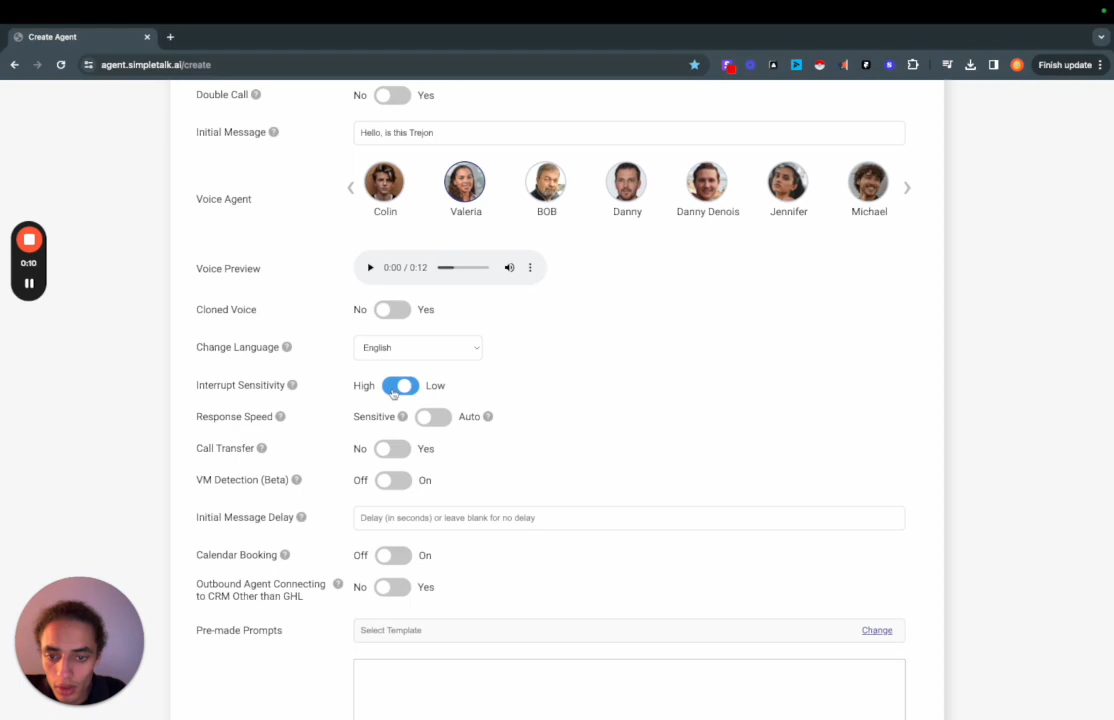 Create Agent
agent.simpletalk.ai/create
Finish update
Double Call
No Yes
Initial Message
Hello, is this Trejon
Voice Agent
Colin Valeria BOB Danny Danny Denois Jennifer Michael
0:10
Voice Preview
0:00 / 0:12
Cloned Voice
No Yes
Change Language
English
Interrupt Sensitivity
High Low
Response Speed
Sensitive Auto
Call Transfer
No Yes
VM Detection (Beta)
Off On
Initial Message Delay
Delay (in seconds) or leave blank for no delay
Calendar Booking
Off On
Outbound Agent Connecting
to CRM Other than GHL
No Yes
Pre-made Prompts
Select Template
Change